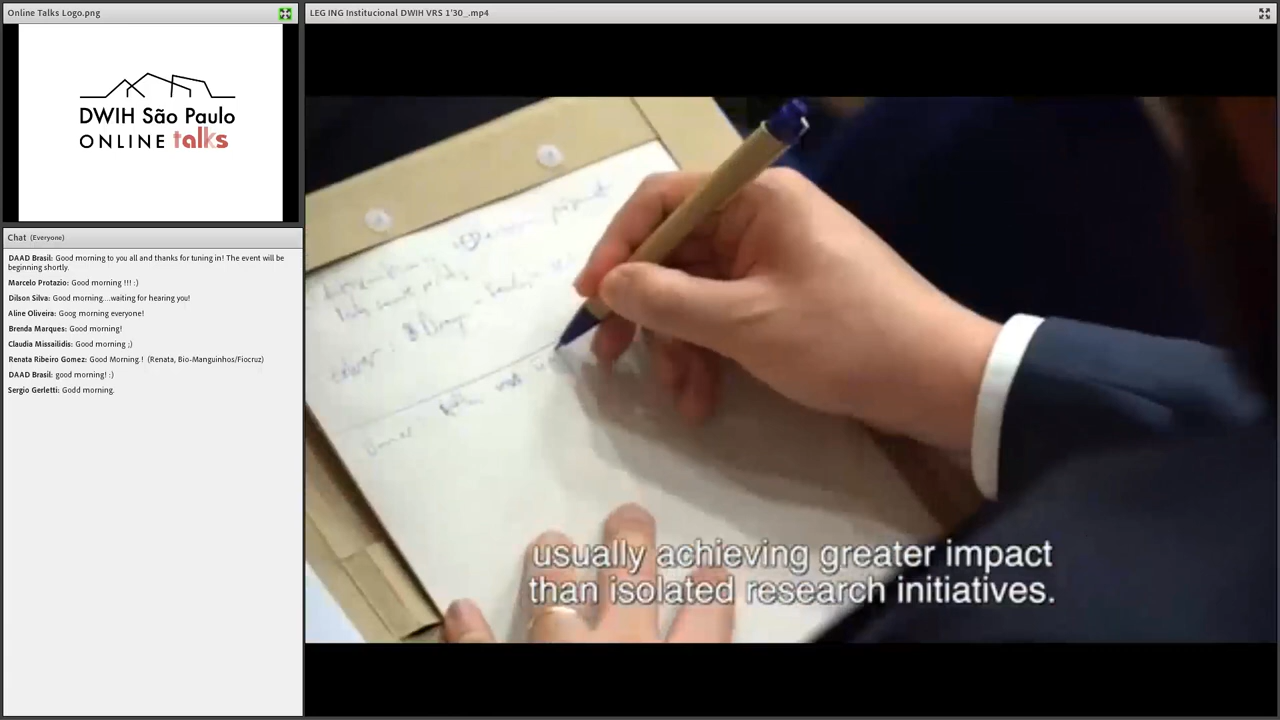 Online Talks Logo.png
DWIH São Paulo
ONLINE talks
Chat (Everyone)
DAAD Brasil: Good morning to you all and thanks for tuning in! The event will be
beginning shortly.
Marcelo Protazio: Good morning !!! :)
Dilson Silva: Good morning....waiting for hearing you!
Aline Oliveira: Goog morning everyone!
Brenda Marques: Good morning!
Claudia Missailidis: Good morning ;)
Renata Ribeiro Gomez: Good Morning ! (Renata, Bio-Manguinhos/Fiocruz)
DAAD Brasil: good morning! :)
Sergio Gerletti: Godd morning.
LEG ING Institucional DWIH VRS 1'30_.mp4
usually achieving greater impact
than isolated research initiatives.